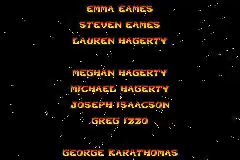 EMMA EAMES
STEVEN EAMES
LAUREN HAGERTY
MEGHAN HAGERTY
MICHAEL HAGERTY
JOSEPH ISAACSON
GREG IZZO
GEORGE KARATHOMAS